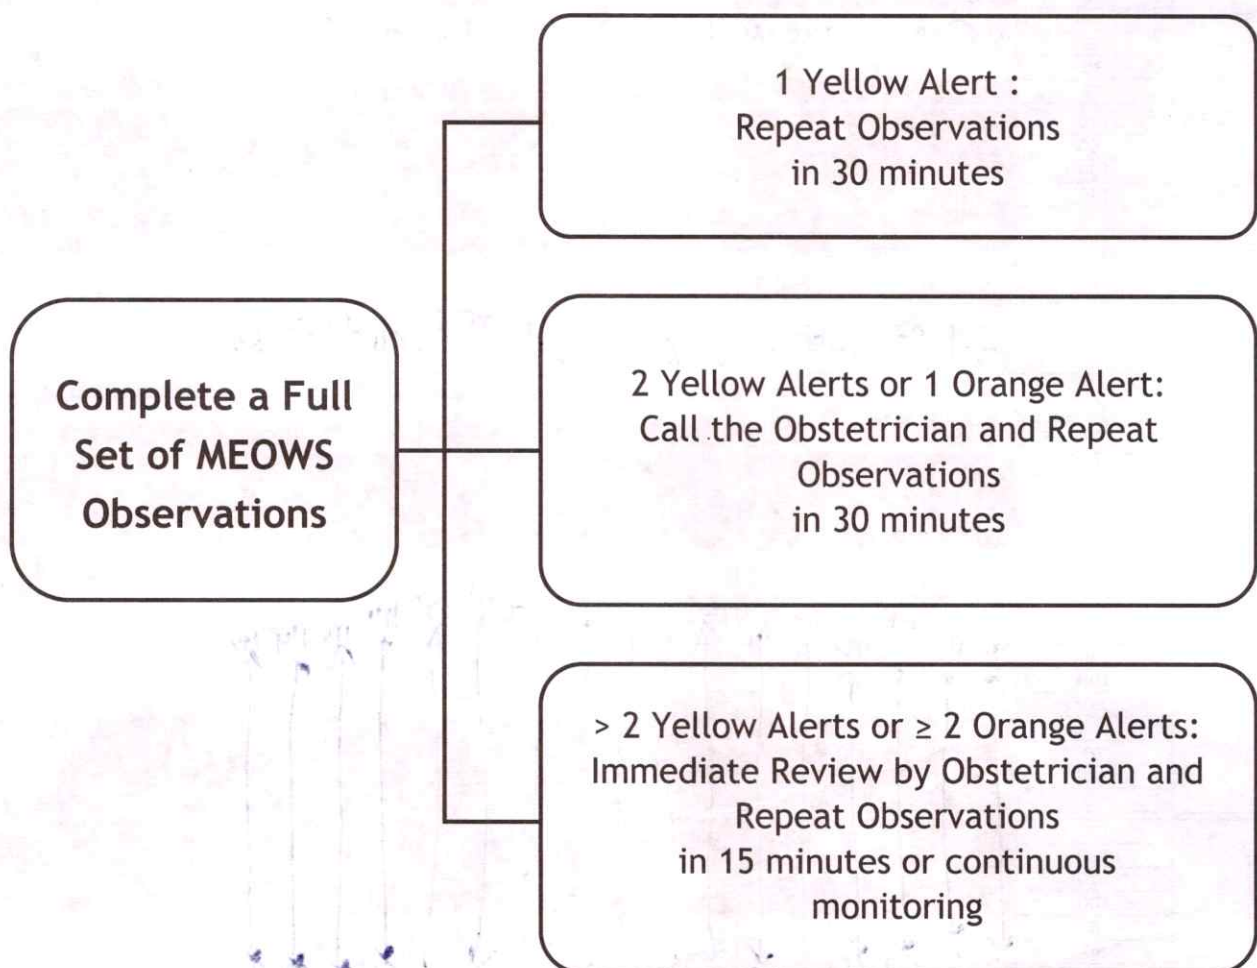 1 Yellow Alert :
Repeat Observations
in 30 minutes
Complete a Full
Set of MEOWS
Observations
2 Yellow Alerts or 1 Orange Alert:
Call the Obstetrician and Repeat
Observations
in 30 minutes
> 2 Yellow Alerts or ≥ 2 Orange Alerts:
Immediate Review by Obstetrician and
Repeat Observations
in 15 minutes or continuous
monitoring